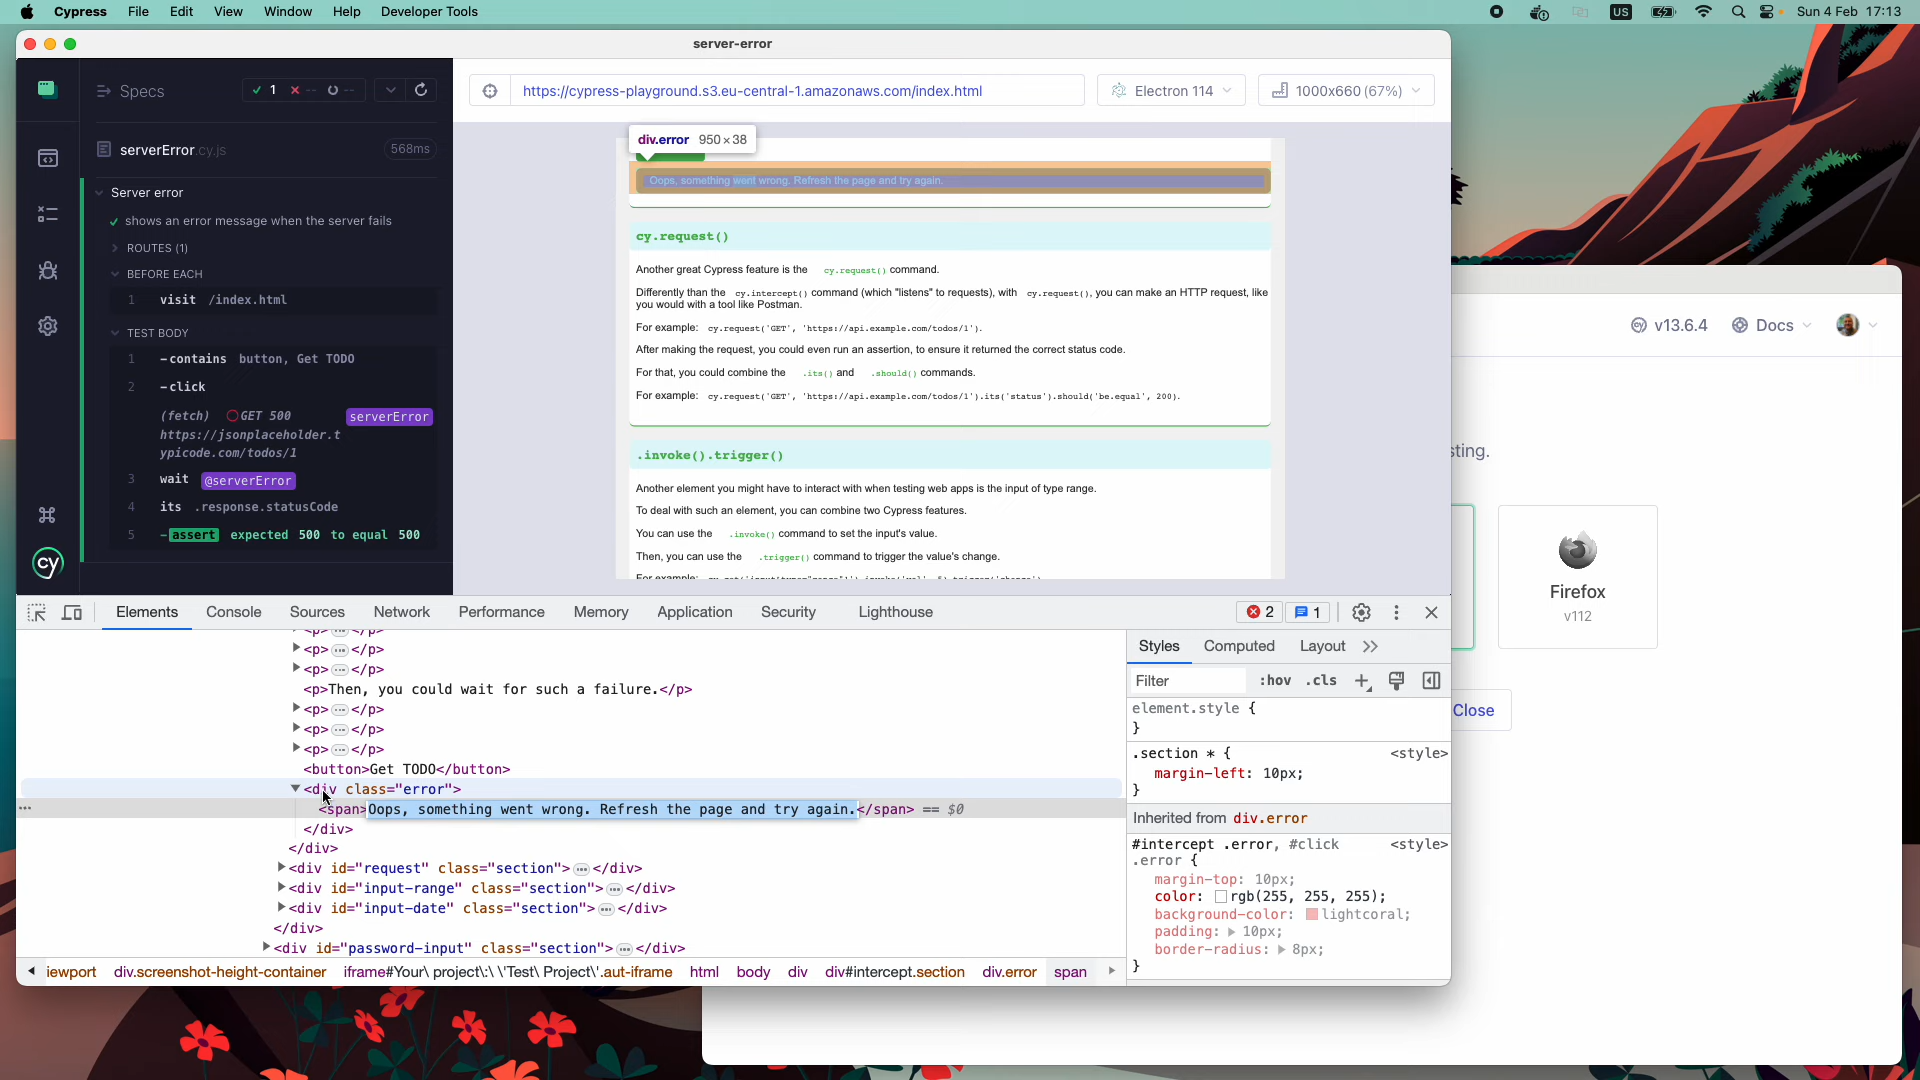 Cypress File Edit View Window Help Developer Tools
US Sun 4 Feb 17:13
server-error
Specs
1 -- --
https://cypress-playground.s3.eu-central-1.amazonaws.com/index.html
Electron 114
1000x660 (67%)
serverError.cy.js 568ms
Server error
shows an error message when the server fails
ROUTES (1)
BEFORE EACH
1 visit /index.html
TEST BODY
1 -contains button, Get TODO
2 -click
(fetch) GET 500 serverError
https://jsonplaceholder.t
ypicode.com/todos/1
3 wait @serverError
4 its .response.statusCode
5 -assert expected 500 to equal 500
cy
div.error 950×38
Oops, something went wrong. Refresh the page and try again.
cy.request()
Another great Cypress feature is the cy.request() command.
Differently than the cy.intercept() command (which "listens" to requests), with cy.request(), you can make an HTTP request, like
you would with a tool like Postman.
For example: cy.request('GET', 'https://api.example.com/todos/1').
After making the request, you could even run an assertion, to ensure it returned the correct status code.
For that, you could combine the .its() and .should() commands.
For example: cy.request('GET', 'https://api.example.com/todos/1').its('status').should('be.equal', 200).
.invoke().trigger()
Another element you might have to interact with when testing web apps is the input of type range.
To deal with such an element, you can combine two Cypress features.
You can use the .invoke() command to set the input's value.
Then, you can use the .trigger() command to trigger the value's change.
For example:
v13.6.4 Docs
sting.
Firefox
v112
Close
Elements Console Sources Network Performance Memory Application Security Lighthouse
2 1
<p>…</p>
<p>…</p>
<p>…</p>
<p>Then, you could wait for such a failure.</p>
<p>…</p>
<p>…</p>
<p>…</p>
<button>Get TODO</button>
<div class="error">
<span>Oops, something went wrong. Refresh the page and try again.</span> == $0
</div>
</div>
<div id="request" class="section">…</div>
<div id="input-range" class="section">…</div>
<div id="input-date" class="section">…</div>
</div>
<div id="password-input" class="section">…</div>
iewport div.screenshot-height-container iframe#Your\ project\:\ \'Test\ Project\'.aut-iframe html body div div#intercept.section div.error span
Styles Computed Layout
Filter :hov .cls
element.style {
}
.section * { <style>
margin-left: 10px;
}
Inherited from div.error
#intercept .error, #click <style>
.error {
margin-top: 10px;
color: rgb(255, 255, 255);
background-color: lightcoral;
padding: 10px;
border-radius: 8px;
}